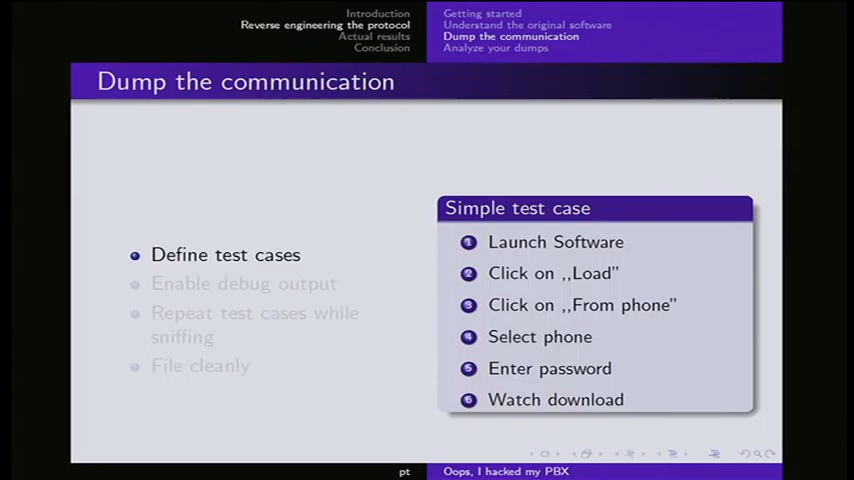 Introduction
Reverse engineering the protocol
Actual results
Conclusion
Getting started
Understand the original software
Dump the communication
Analyze your dumps
Dump the communication
Define test cases
Enable debug output
Repeat test cases while
sniffing
File cleanly
Simple test case
1 Launch Software
2 Click on ,,Load”
3 Click on ,,From phone”
4 Select phone
5 Enter password
6 Watch download
pt
Oops, I hacked my PBX